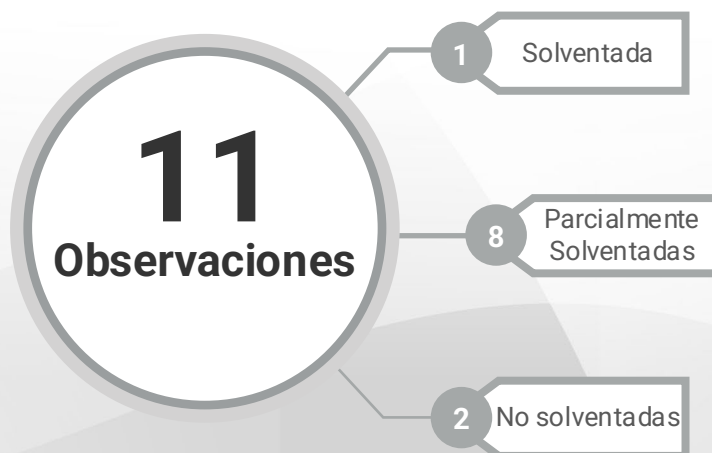 11
Observaciones
1
Solventada
8
Parcialmente
Solventadas
2
No solventadas